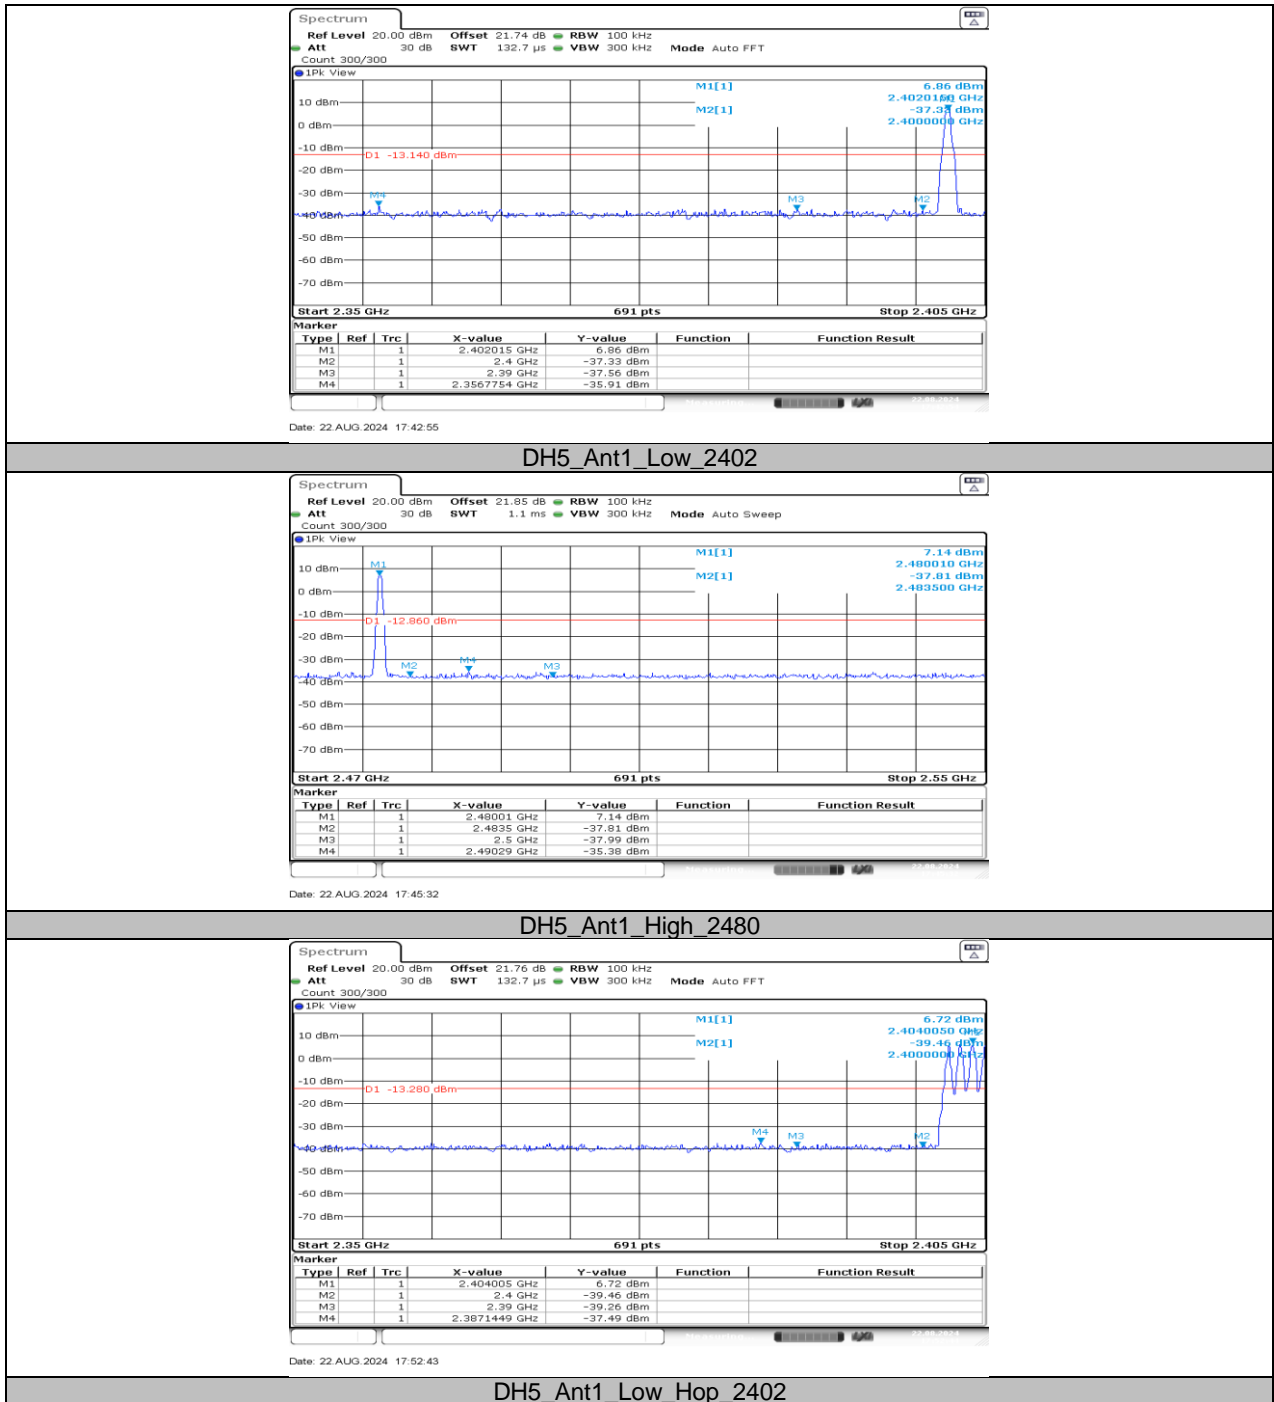 Spectrum
Ref Level 20.00 dBm Offset 21.74 dB RBW 100 kHz
Att 30 dB SWT 132.7 µs VBW 300 kHz Mode Auto FFT
Count 300/300
1Pk View
M1[1] 6.86 dBm
10 dBm
M2[1] -37.33 dBm
0 dBm 2.4000000 GHz
-10 dBm
D1 -13.140 dBm
-20 dBm
-30 dBm
M4 M3 M2
-40 dBm
-50 dBm
-60 dBm
-70 dBm
Start 2.35 GHz 691 pts Stop 2.405 GHz
Marker
Type Ref Trc X-value Y-value Function Function Result
M1 1 2.402015 GHz 6.86 dBm
M2 1 2.4 GHz -37.33 dBm
M3 1 2.39 GHz -37.56 dBm
M4 1 2.3567754 GHz -35.91 dBm
Date: 22.AUG.2024 17:42:55
DH5_Ant1_Low_2402
Spectrum
Ref Level 20.00 dBm Offset 21.85 dB RBW 100 kHz
Att 30 dB SWT 1.1 ms VBW 300 kHz Mode Auto Sweep
Count 300/300
1Pk View
M1[1] 7.14 dBm
10 dBm M1 2.480010 GHz
M2[1] -37.81 dBm
0 dBm 2.483500 GHz
-10 dBm
D1 -12.860 dBm
-20 dBm
-30 dBm
M2 M4 M3
-40 dBm
-50 dBm
-60 dBm
-70 dBm
Start 2.47 GHz 691 pts Stop 2.55 GHz
Marker
Type Ref Trc X-value Y-value Function Function Result
M1 1 2.48001 GHz 7.14 dBm
M2 1 2.4835 GHz -37.81 dBm
M3 1 2.5 GHz -37.99 dBm
M4 1 2.49029 GHz -35.38 dBm
Date: 22.AUG.2024 17:45:32
DH5_Ant1_High_2480
Spectrum
Ref Level 20.00 dBm Offset 21.76 dB RBW 100 kHz
Att 30 dB SWT 132.7 µs VBW 300 kHz Mode Auto FFT
Count 300/300
1Pk View
M1[1] 6.72 dBm
10 dBm 2.4040050 GHz
M2[1] -39.46 dBm
0 dBm 2.4000000 GHz
-10 dBm
D1 -13.280 dBm
-20 dBm
-30 dBm
M4 M3 M2
-40 dBm
-50 dBm
-60 dBm
-70 dBm
Start 2.35 GHz 691 pts Stop 2.405 GHz
Marker
Type Ref Trc X-value Y-value Function Function Result
M1 1 2.404005 GHz 6.72 dBm
M2 1 2.4 GHz -39.46 dBm
M3 1 2.39 GHz -39.26 dBm
M4 1 2.3871449 GHz -37.49 dBm
Date: 22.AUG.2024 17:52:43
DH5_Ant1_Low_Hop_2402